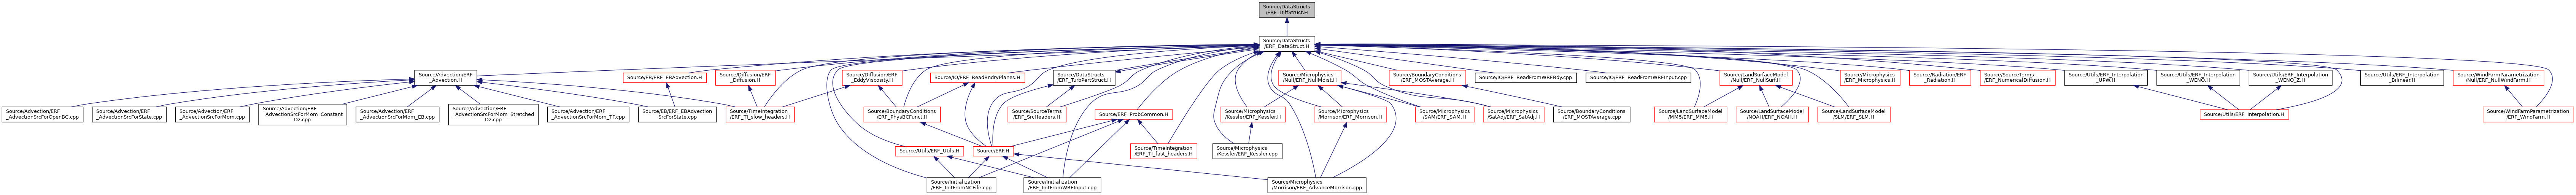 Source/DataStructs
/ERF_DiffStruct.H
Source/DataStructs
/ERF_DataStruct.H
Source/Advection/ERF
_Advection.H
Source/EB/ERF_EBAdvection.H
Source/Diffusion/ERF
_Diffusion.H
Source/Diffusion/ERF
_EddyViscosity.H
Source/IO/ERF_ReadBndryPlanes.H
Source/DataStructs
/ERF_TurbPertStruct.H
Source/Microphysics
/Null/ERF_NullMoist.H
Source/BoundaryConditions
/ERF_MOSTAverage.H
Source/IO/ERF_ReadFromWRFBdy.cpp
Source/IO/ERF_ReadFromWRFInput.cpp
Source/LandSurfaceModel
/Null/ERF_NullSurf.H
Source/Microphysics
/ERF_Microphysics.H
Source/Radiation/ERF
_Radiation.H
Source/SourceTerms
/ERF_NumericalDiffusion.H
Source/Utils/ERF_Interpolation
_UPW.H
Source/Utils/ERF_Interpolation
_WENO.H
Source/Utils/ERF_Interpolation
_WENO_Z.H
Source/Utils/ERF_Interpolation
_Bilinear.H
Source/WindFarmParametrization
/Null/ERF_NullWindFarm.H
Source/Advection/ERF
_AdvectionSrcForOpenBC.cpp
Source/Advection/ERF
_AdvectionSrcForState.cpp
Source/Advection/ERF
_AdvectionSrcForMom.cpp
Source/Advection/ERF
_AdvectionSrcForMom_Constant
Dz.cpp
Source/Advection/ERF
_AdvectionSrcForMom_EB.cpp
Source/Advection/ERF
_AdvectionSrcForMom_Stretched
Dz.cpp
Source/Advection/ERF
_AdvectionSrcForMom_TF.cpp
Source/EB/ERF_EBAdvection
SrcForState.cpp
Source/TimeIntegration
/ERF_TI_slow_headers.H
Source/BoundaryConditions
/ERF_PhysBCFunct.H
Source/SourceTerms
/ERF_SrcHeaders.H
Source/ERF_ProbCommon.H
Source/Microphysics
/Kessler/ERF_Kessler.H
Source/Microphysics
/Morrison/ERF_Morrison.H
Source/Microphysics
/SAM/ERF_SAM.H
Source/Microphysics
/SatAdj/ERF_SatAdj.H
Source/BoundaryConditions
/ERF_MOSTAverage.cpp
Source/LandSurfaceModel
/MM5/ERF_MM5.H
Source/LandSurfaceModel
/NOAH/ERF_NOAH.H
Source/LandSurfaceModel
/SLM/ERF_SLM.H
Source/Utils/ERF_Interpolation.H
Source/WindFarmParametrization
/ERF_WindFarm.H
Source/Utils/ERF_Utils.H
Source/ERF.H
Source/TimeIntegration
/ERF_TI_fast_headers.H
Source/Microphysics
/Kessler/ERF_Kessler.cpp
Source/Initialization
/ERF_InitFromNCFile.cpp
Source/Initialization
/ERF_InitFromWRFInput.cpp
Source/Microphysics
/Morrison/ERF_AdvanceMorrison.cpp